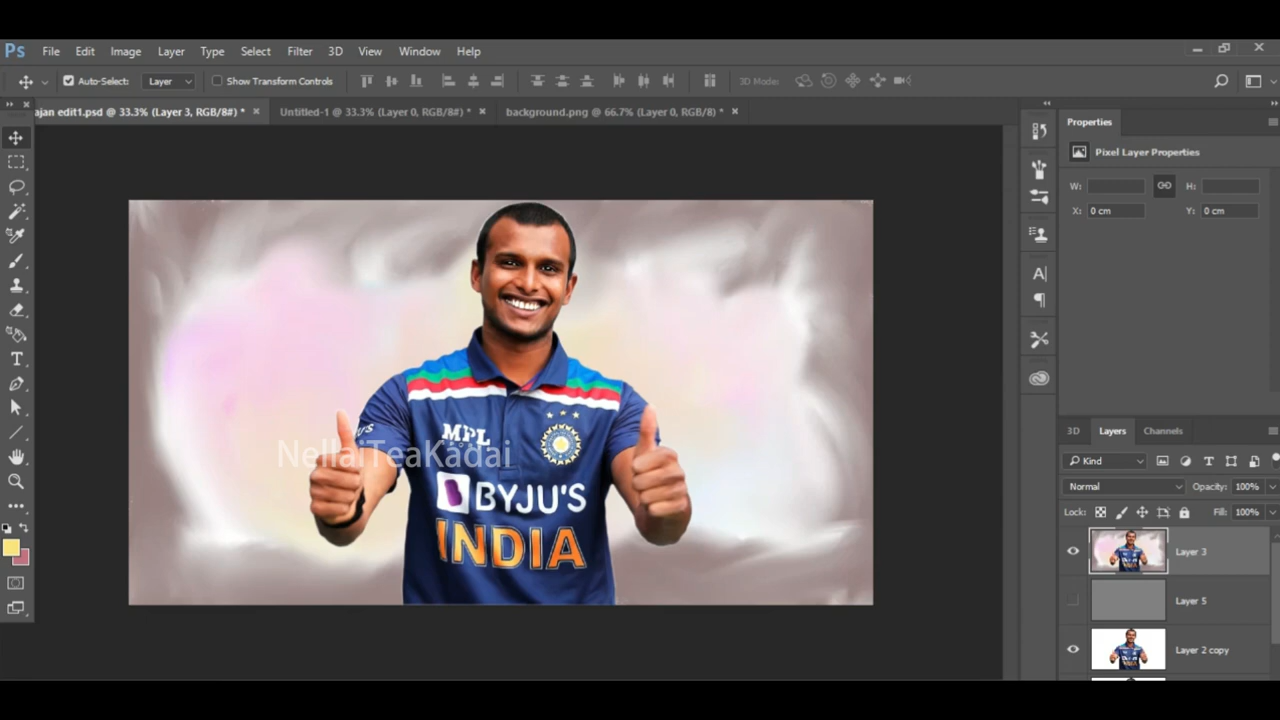 Ps File Edit Image Layer Type Select Filter 3D View Window Help
Auto-Select: Layer Show Transform Controls 3D Mode:
ajan edit1.psd @ 33.3% (Layer 3, RGB/8#) * Untitled-1 @ 33.3% (Layer 0, RGB/8#) * background.png @ 66.7% (Layer 0, RGB/8) *
Properties
Pixel Layer Properties
W: H:
X: 0 cm Y: 0 cm
MPL
NellaiTeaKadai
BYJU'S
INDIA
3D Layers Channels
Kind
Normal Opacity: 100%
Lock: Fill: 100%
Layer 3
Layer 5
Layer 2 copy